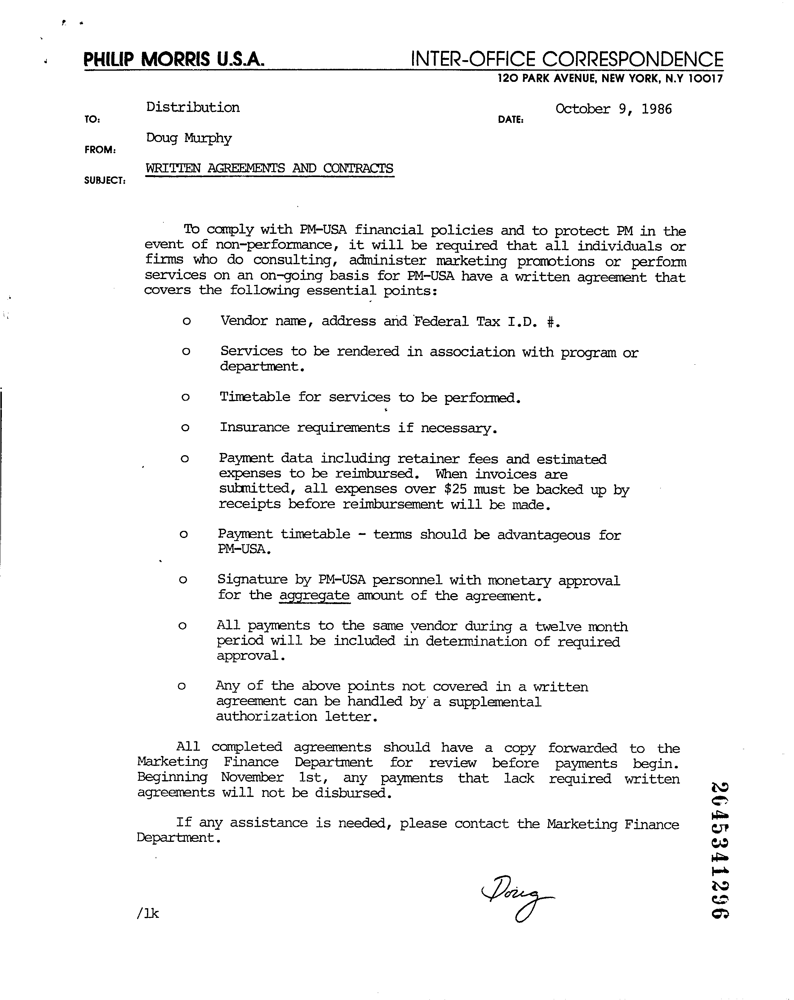 PHILIP MORRIS U.S.A. INTER-OFFICE CORRESPONDENCE
120 PARK AVENUE, NEW YORK, N.Y 10017
TO: Distribution DATE: October 9, 1986
FROM: Doug Murphy
SUBJECT: WRITTEN AGREEMENTS AND CONTRACTS
To comply with PM-USA financial policies and to protect PM in the
event of non-performance, it will be required that all individuals or
firms who do consulting, administer marketing promotions or perform
services on an on-going basis for PM-USA have a written agreement that
covers the following essential points:
o Vendor name, address and Federal Tax I.D. #.
o Services to be rendered in association with program or
department.
o Timetable for services to be performed.
o Insurance requirements if necessary.
o Payment data including retainer fees and estimated
expenses to be reimbursed. When invoices are
submitted, all expenses over $25 must be backed up by
receipts before reimbursement will be made.
o Payment timetable - terms should be advantageous for
PM-USA.
o Signature by PM-USA personnel with monetary approval
for the aggregate amount of the agreement.
o All payments to the same vendor during a twelve month
period will be included in determination of required
approval.
o Any of the above points not covered in a written
agreement can be handled by a supplemental
authorization letter.
All completed agreements should have a copy forwarded to the
Marketing Finance Department for review before payments begin.
Beginning November 1st, any payments that lack required written
agreements will not be disbursed.
If any assistance is needed, please contact the Marketing Finance
Department.
Doug
/lk
2045341296